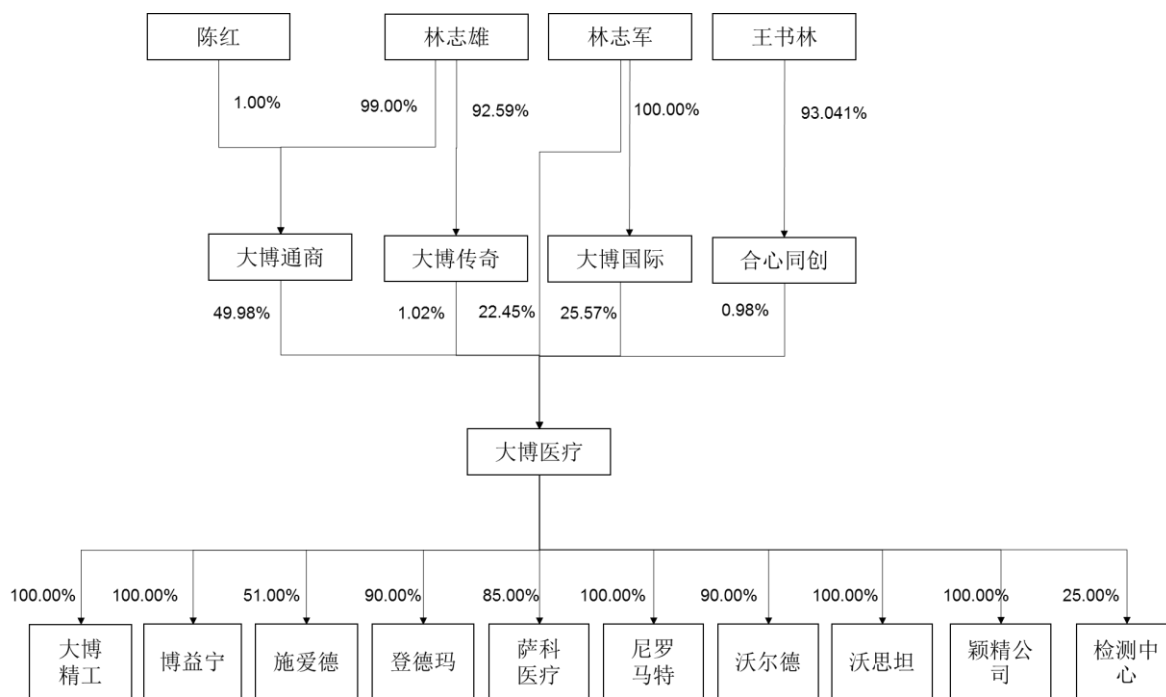 陈红
林志雄
林志军
王书林
1.00%
99.00%
92.59%
100.00%
93.041%
大博通商
大博传奇
大博国际
合心同创
49.98%
1.02%
22.45%
25.57%
0.98%
大博医疗
100.00%
100.00%
51.00%
90.00%
85.00%
100.00%
90.00%
100.00%
100.00%
25.00%
大博
精工
博益宁
施爱德
登德玛
萨科
医疗
尼罗
马特
沃尔德
沃思坦
颖精公
司
检测中
心